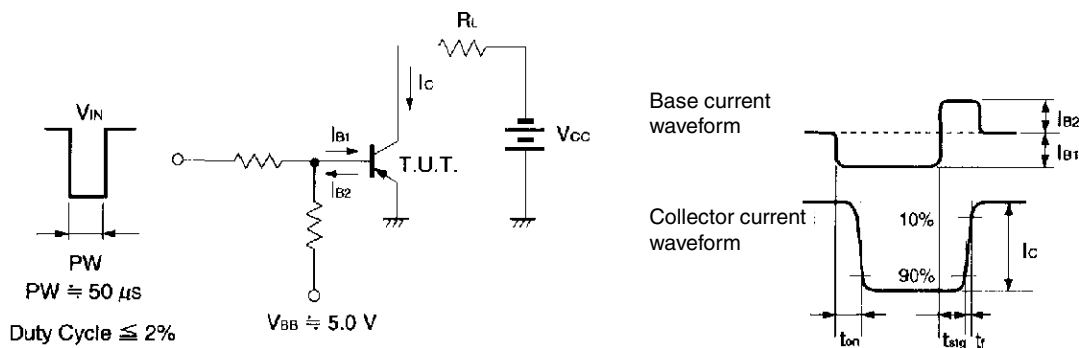 VIN
PW
PW ≒ 50 μs
Duty Cycle ≦ 2%
IB1
IB2
VBB ≒ 5.0 V
IC
T.U.T.
RL
VCC
Base current
waveform
IB2
IB1
Collector current
waveform
10%
90%
IC
ton
tstg
tf